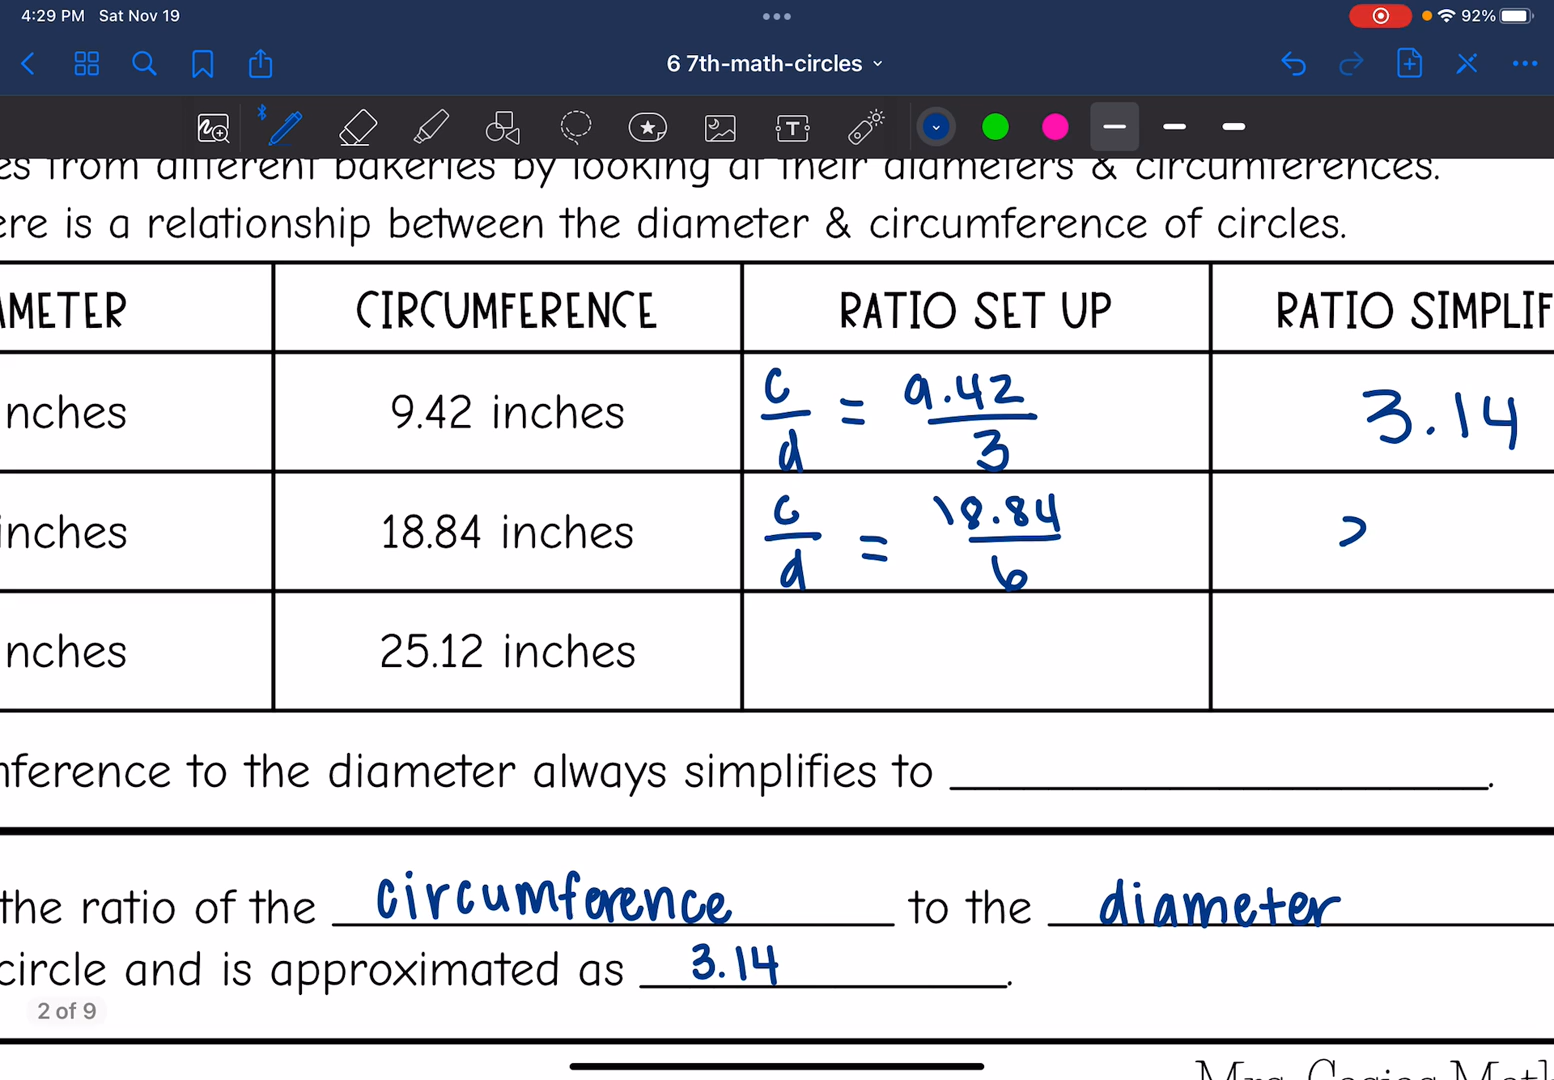 4:29 PM Sat Nov 19
92%
6 7th-math-circles
T
es from different bakeries by looking at their diameters & circumferences.
ere is a relationship between the diameter & circumference of circles.
AMETER CIRCUMFERENCE RATIO SET UP RATIO SIMPLIF
nches 9.42 inches c/d = 9.42/3 3.14
inches 18.84 inches c/d = 18.84/6
nches 25.12 inches
nference to the diameter always simplifies to ____.
the ratio of the circumference to the diameter
circle and is approximated as 3.14.
2 of 9